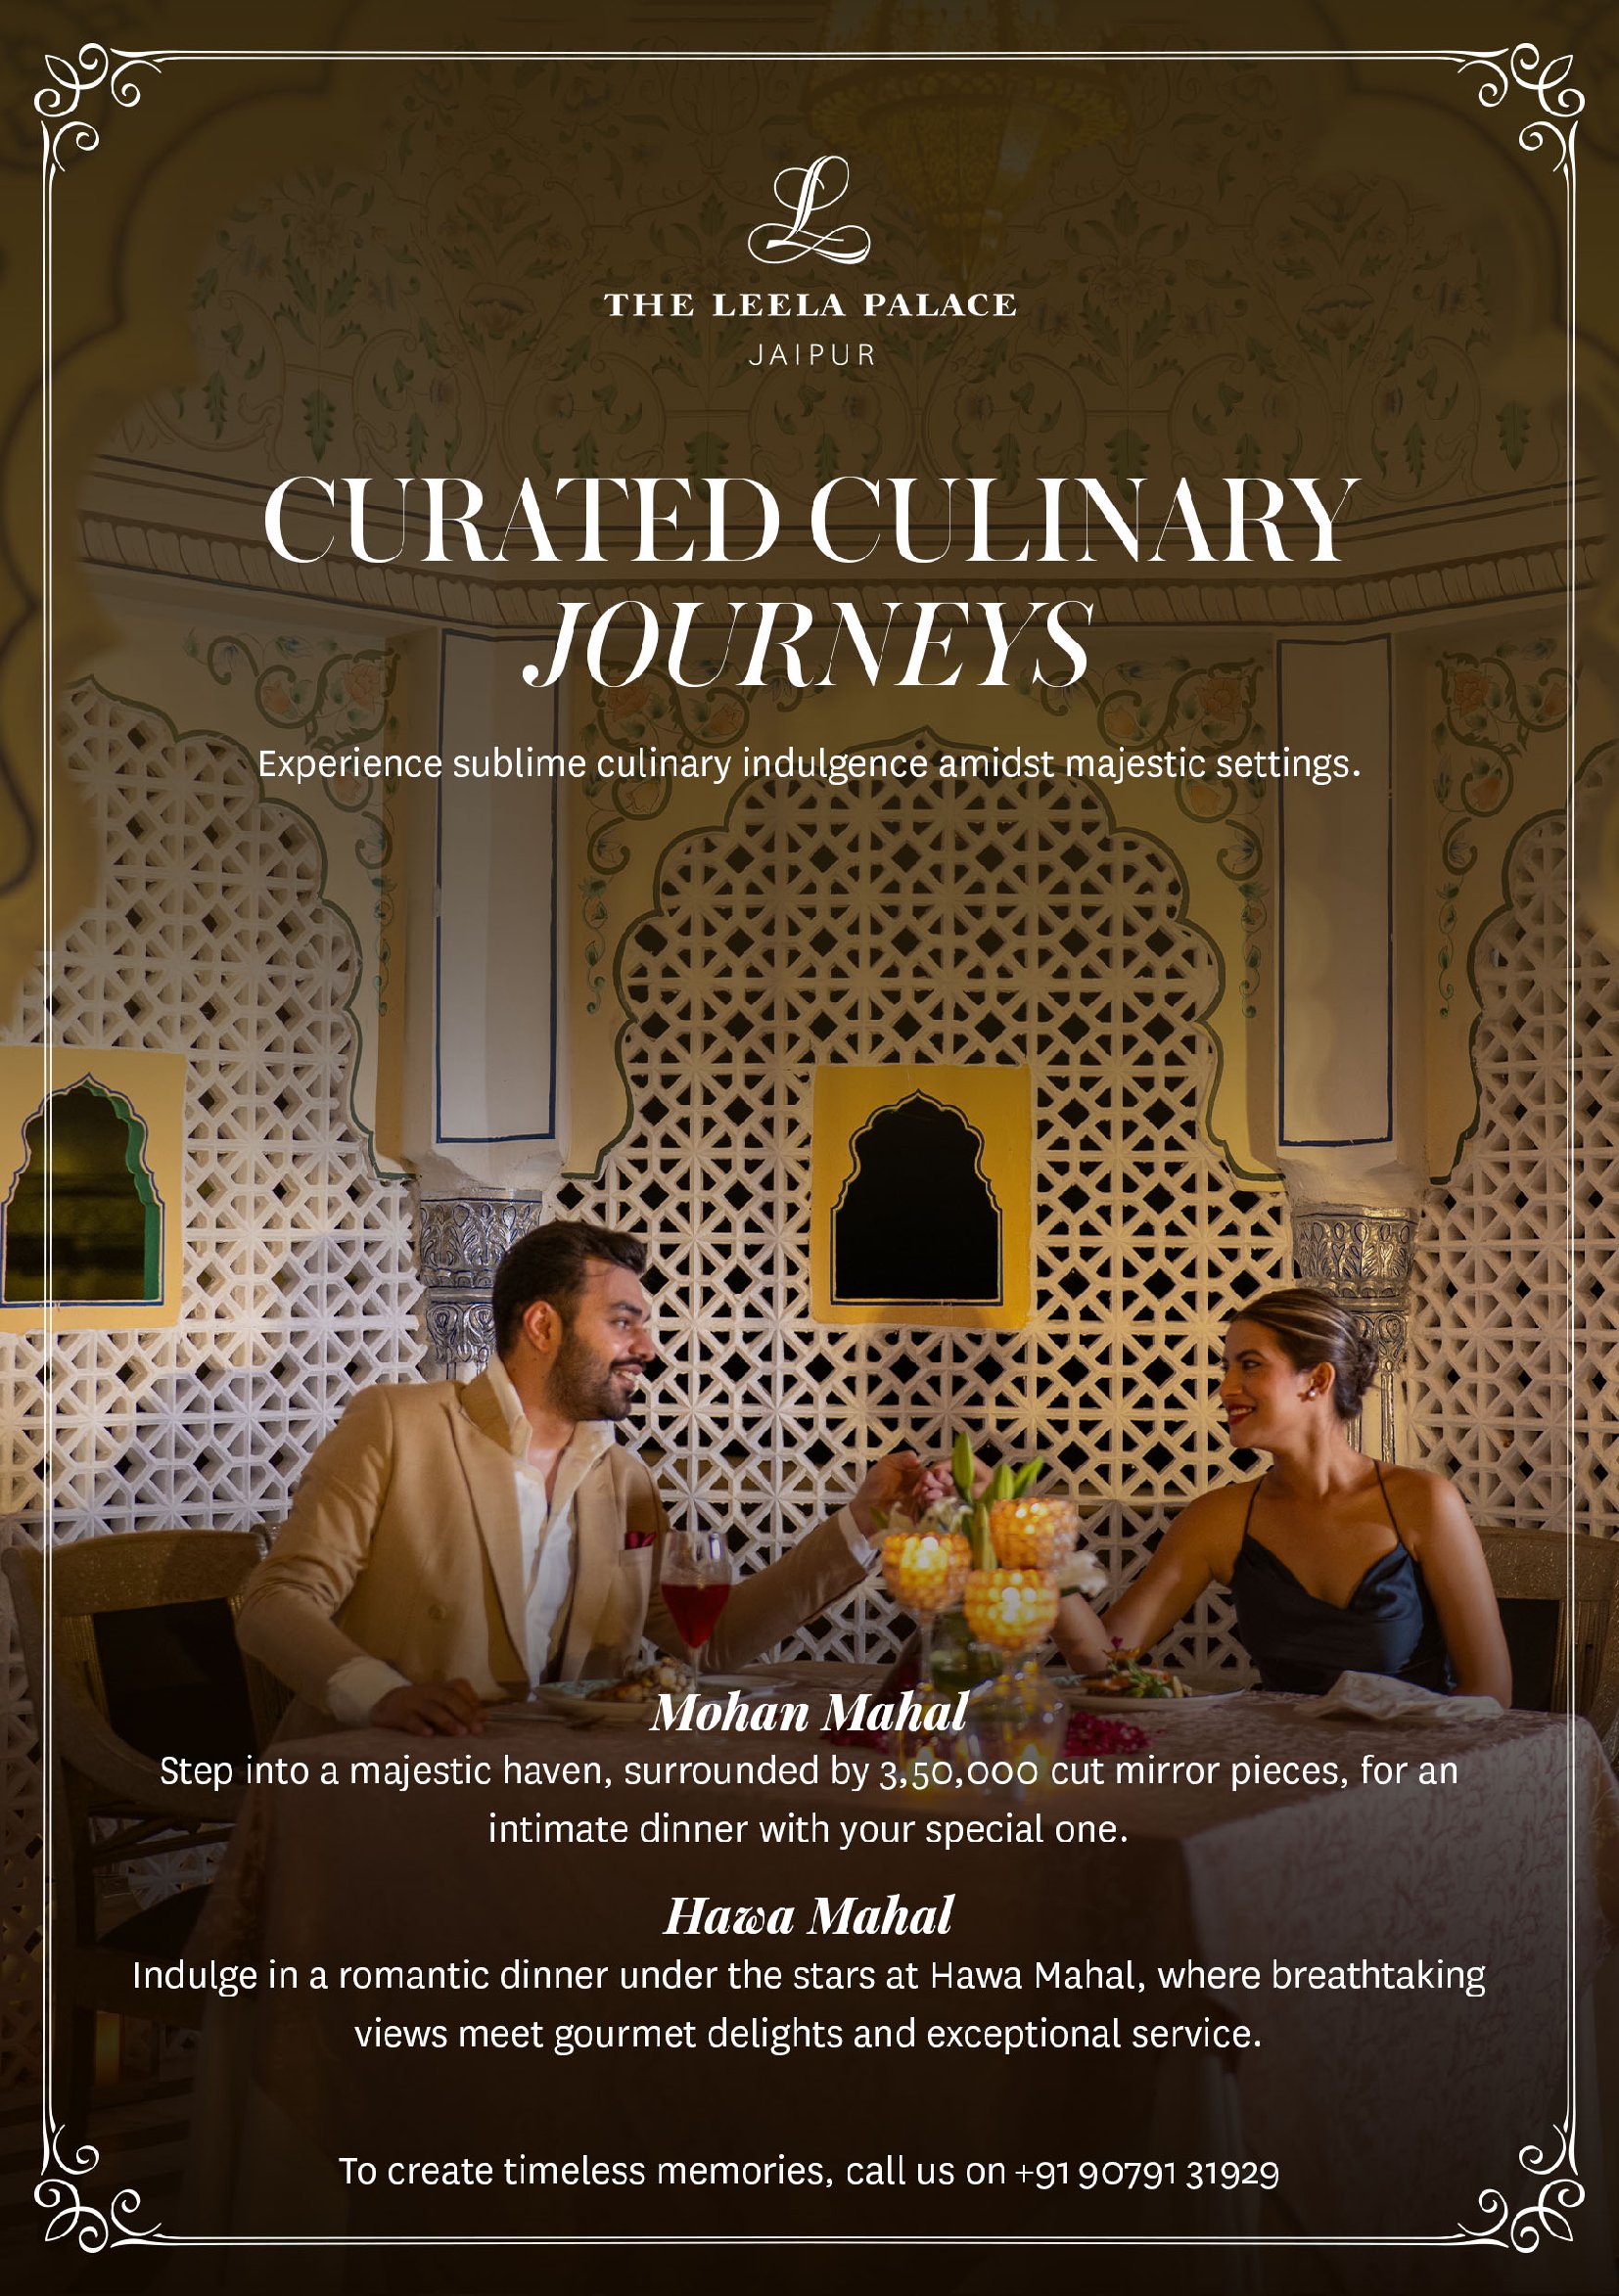 L
THE LEELA PALACE
JAIPUR
CURATED CULINARY
JOURNEYS
Experience sublime culinary indulgence amidst majestic settings.
Mohan Mahal
Step into a majestic haven, surrounded by 3,50,000 cut mirror pieces, for an
intimate dinner with your special one.
Hawa Mahal
Indulge in a romantic dinner under the stars at Hawa Mahal, where breathtaking
views meet gourmet delights and exceptional service.
To create timeless memories, call us on +91 90791 31929